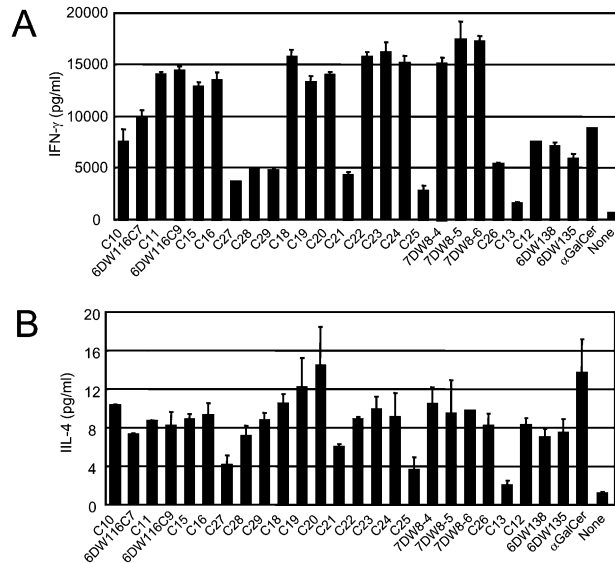 A
IFN-γ (pg/ml)
20000
15000
10000
5000
0
C10
6DW116C7
C11
6DW116C9
C15
C16
C27
C28
C29
C18
C19
C20
C21
C22
C23
C24
C25
7DW8-4
7DW8-5
7DW8-6
C26
C13
C12
6DW138
6DW135
αGalCer
None
B
IIL-4 (pg/ml)
20
16
12
8
4
0
C10
6DW116C7
C11
6DW116C9
C15
C16
C27
C28
C29
C18
C19
C20
C21
C22
C23
C24
C25
7DW8-4
7DW8-5
7DW8-6
C26
C13
C12
6DW138
6DW135
αGalCer
None